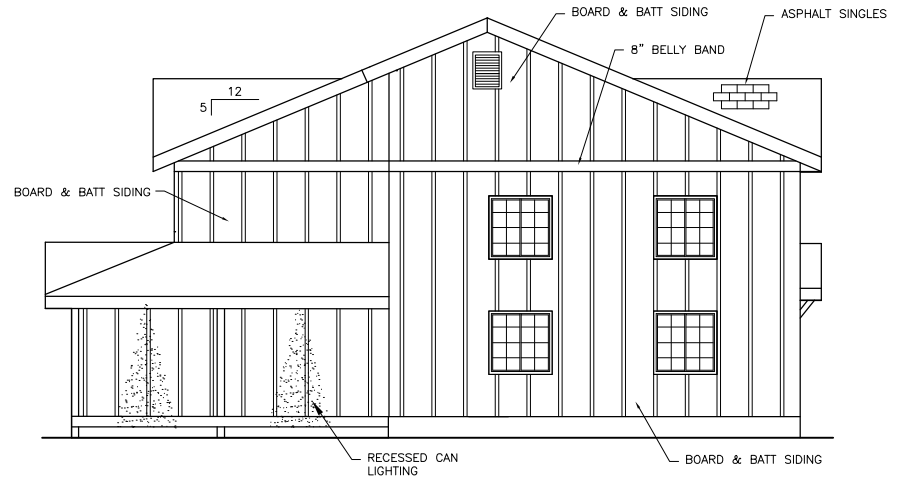 BOARD & BATT SIDING
ASPHALT SINGLES
8" BELLY BAND
12
5
BOARD & BATT SIDING
RECESSED CAN
LIGHTING
BOARD & BATT SIDING